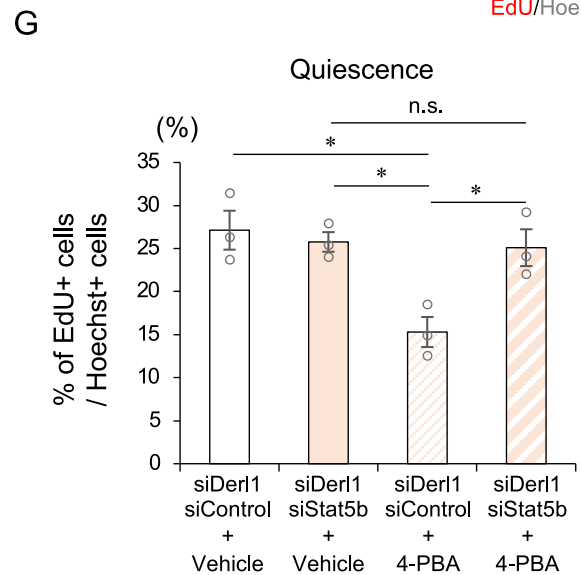 EdU/Hoe
G
Quiescence
(%)
n.s.
*
*
*
35
30
25
20
15
10
5
0
% of EdU+ cells
/ Hoechst+ cells
siDerl1 siDerl1 siDerl1 siDerl1
siControl siStat5b siControl siStat5b
+ + + +
Vehicle Vehicle 4-PBA 4-PBA